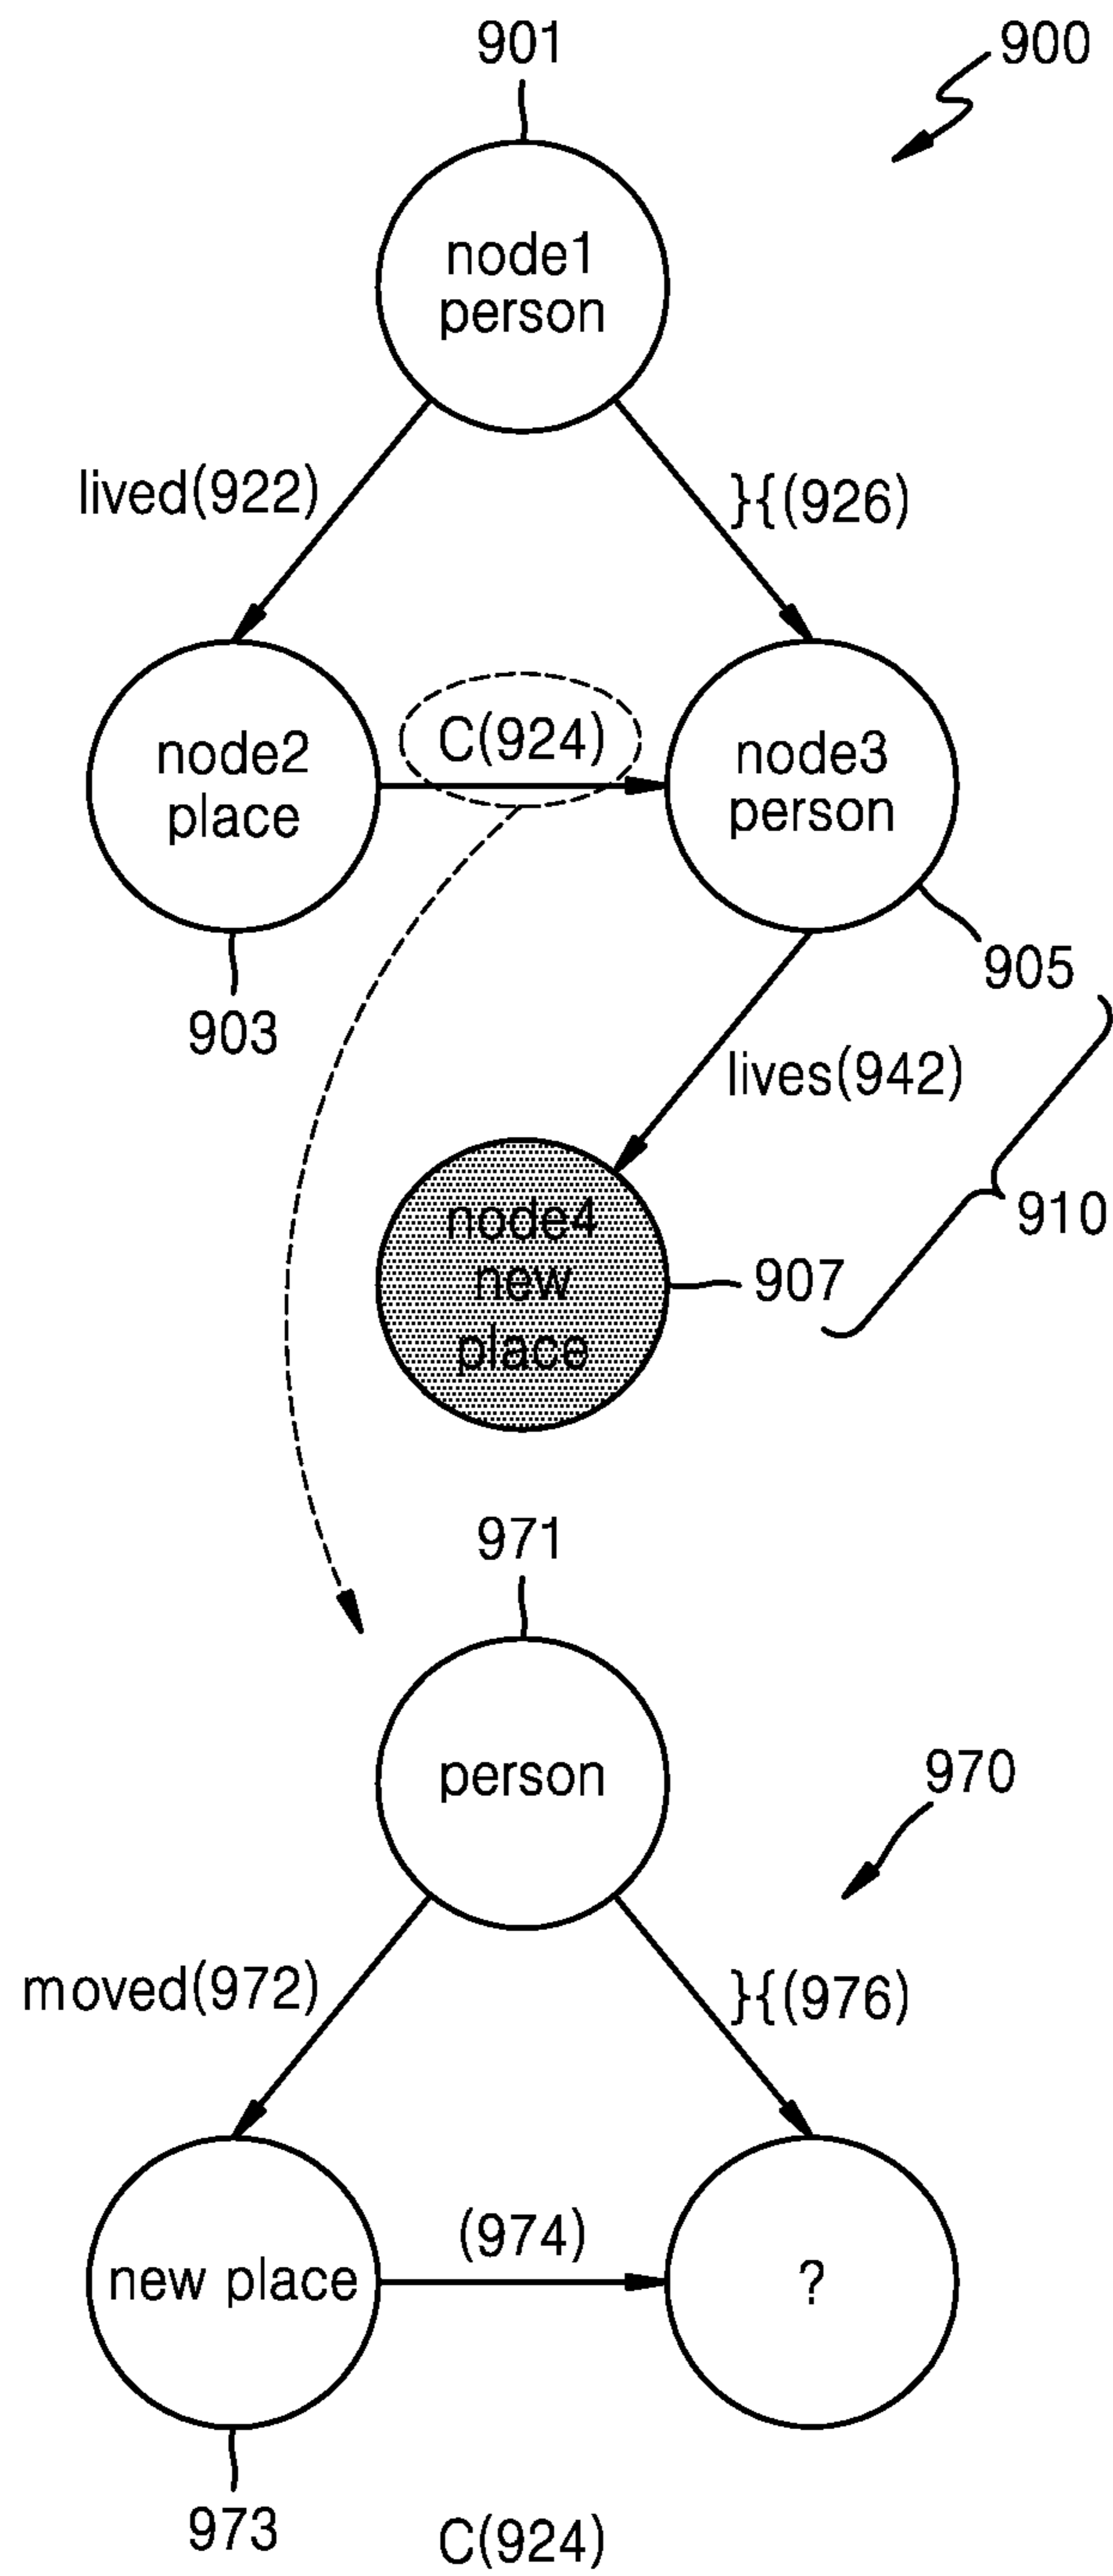 901
900
node1
person
lived(922)
}{(926)
node2
place
C(924)
node3
person
903
905
lives(942)
910
node4
new
place
907
971
person
970
moved(972)
}{(976)
new place
(974)
?
973
C(924)